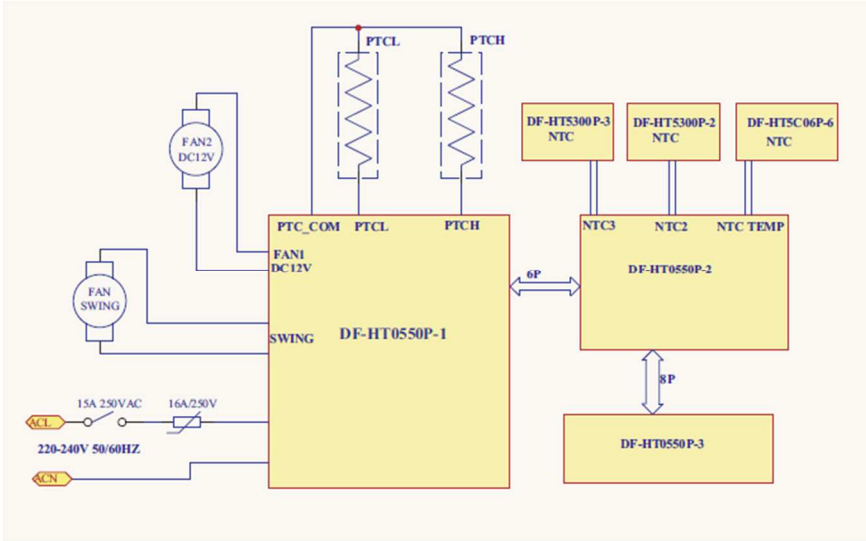 PTCL
PTCH
FAN2
DC12V
DF-HT5300P-3
NTC
DF-HT5300P-2
NTC
DF-HT5C06P-6
NTC
PTC_COM
PTCL
PTCH
FAN1
DC12V
NTC3
NTC2
NTC TEMP
DF-HT0550P-2
6P
FAN
SWING
SWING
DF-HT0550P-1
8P
15A 250VAC
16A/250V
ACL
220-240V 50/60HZ
ACN
DF-HT0550P-3